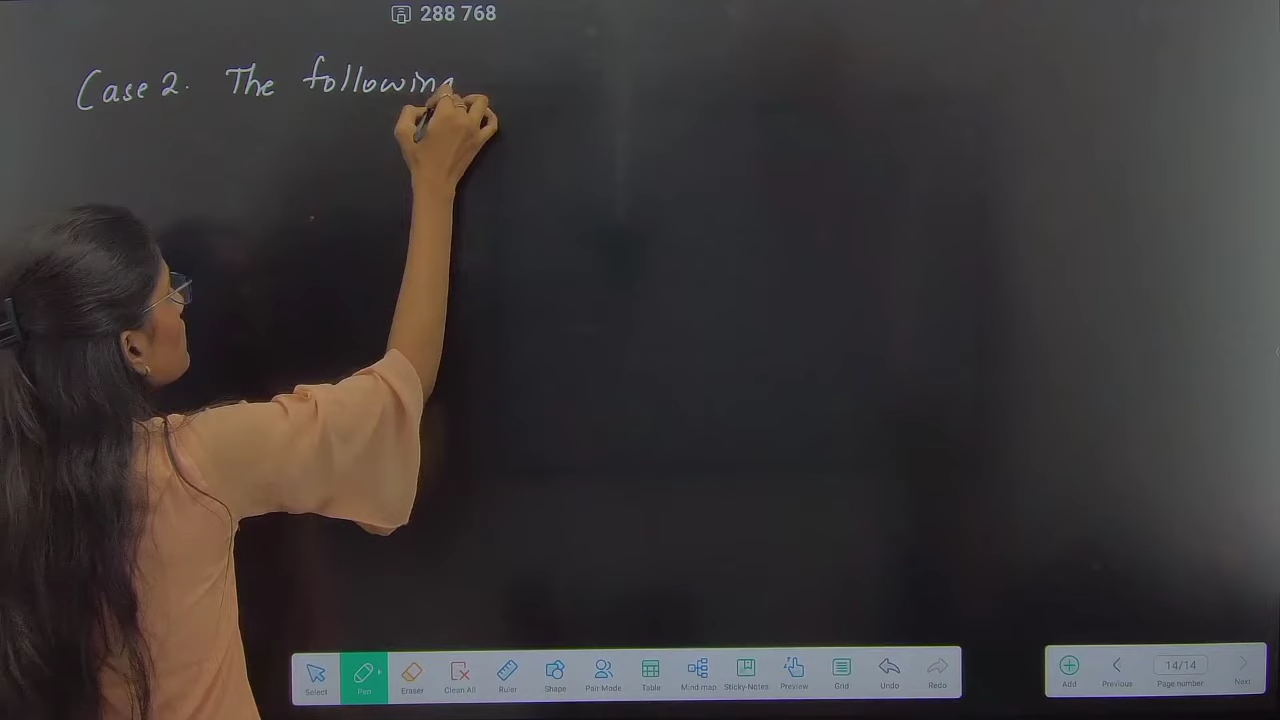 288 768
Case 2. The following
Select
Pen
Eraser
Clean All
Ruler
Shape
Pair Mode
Table
Mind map
Sticky-Notes
Preview
Grid
Undo
Redo
Add
Previous
14/14
Page number
Next